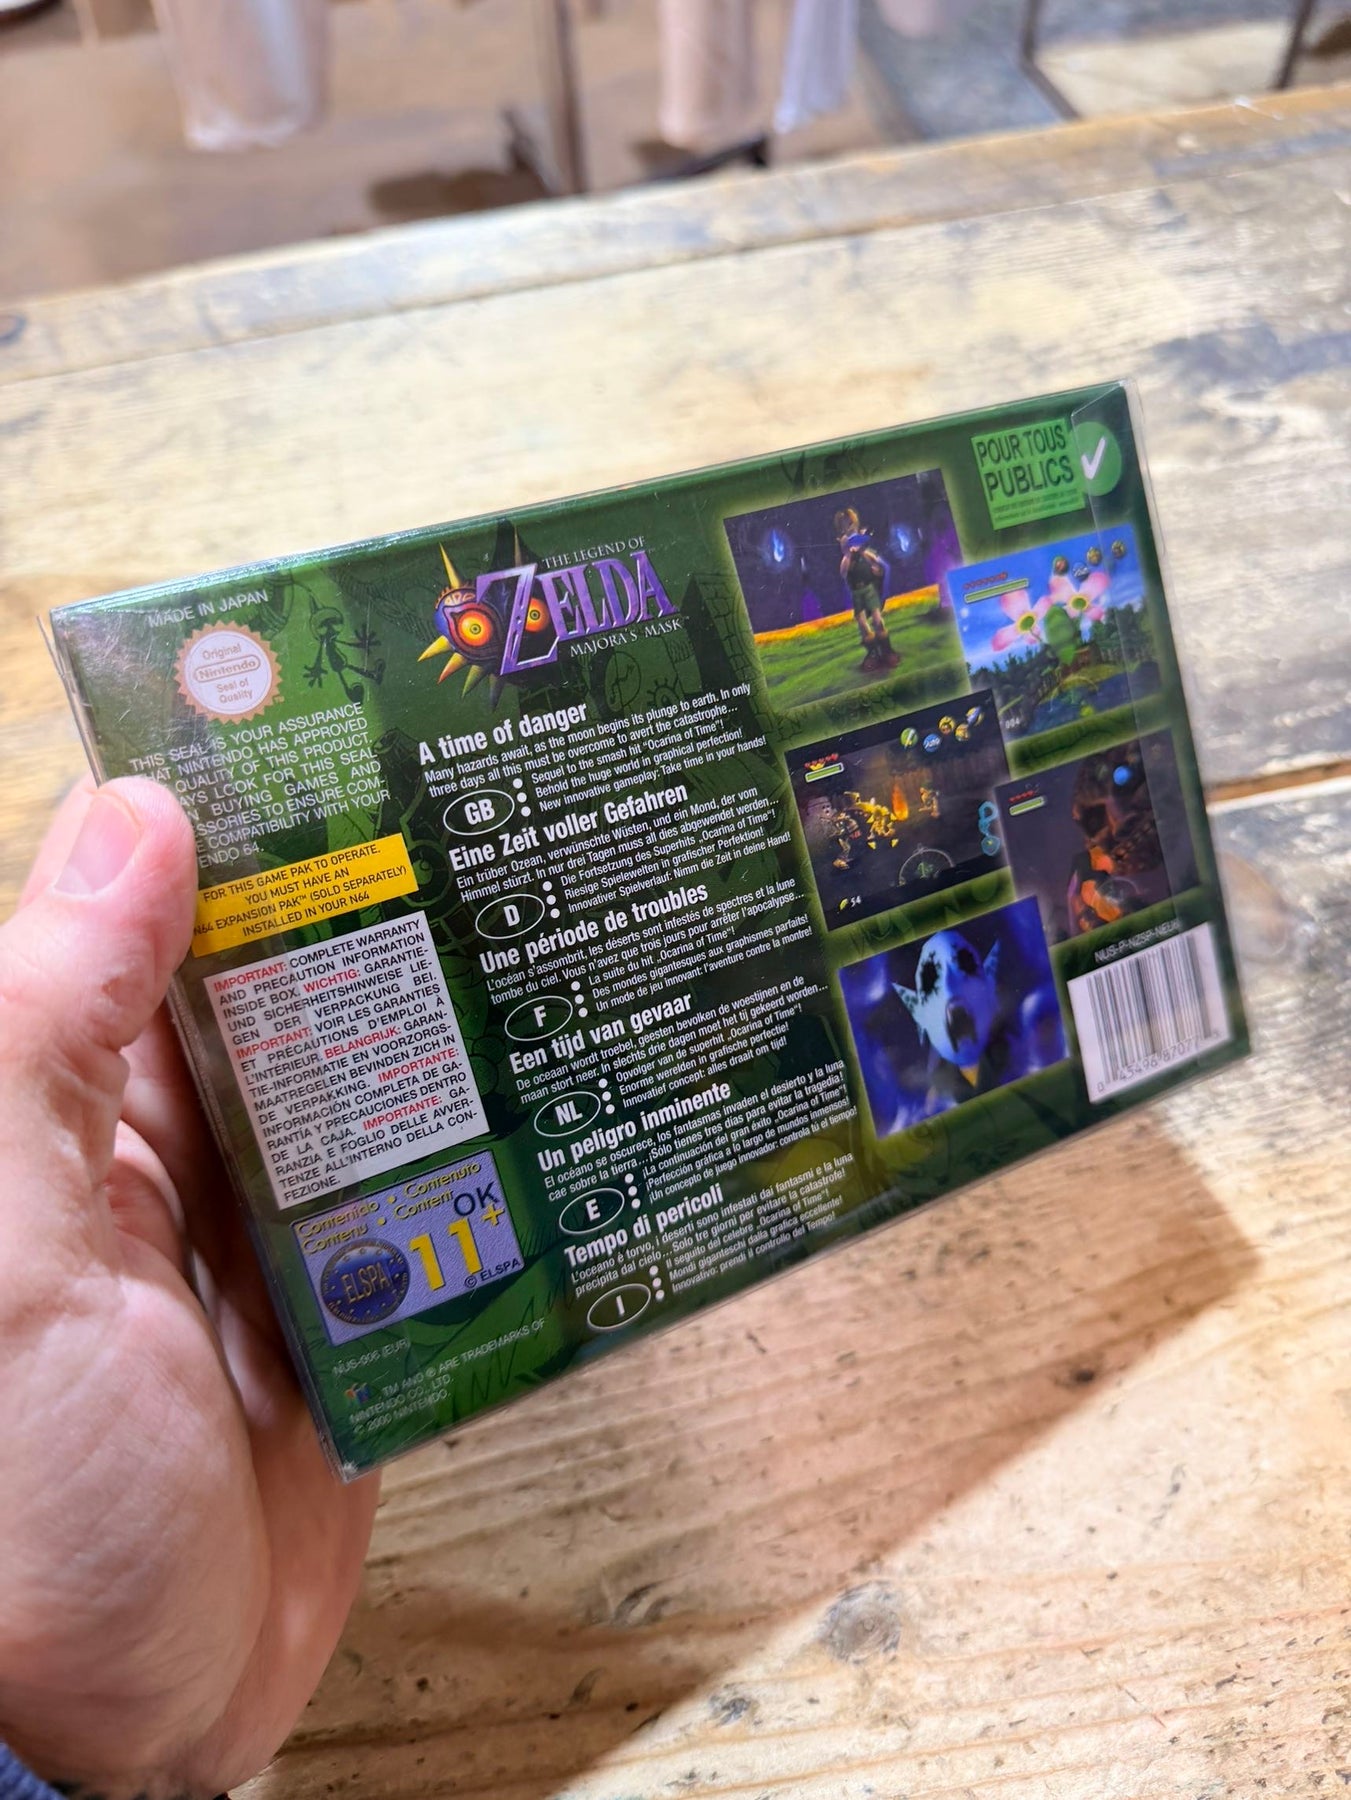 MADE IN JAPAN
Original
Nintendo
Seal of
Quality
THIS SEAL IS YOUR ASSURANCE
AT NINTENDO HAS APPROVED
QUALITY OF THIS PRODUCT.
AYS LOOK FOR THIS SEAL
BUYING GAMES AND
SSORIES TO ENSURE COM-
E COMPATIBILITY WITH YOUR
ENDO 64.
FOR THIS GAME PAK TO OPERATE,
YOU MUST HAVE AN
N64 EXPANSION PAK™ (SOLD SEPARATELY)
INSTALLED IN YOUR N64
IMPORTANT: COMPLETE WARRANTY
AND PRECAUTION INFORMATION
INSIDE BOX. WICHTIG: GARANTIE-
UND SICHERHEITSHINWEISE LIE-
GEN DER VERPACKUNG BEI.
IMPORTANT: VOIR LES GARANTIES
ET PRÉCAUTIONS D'EMPLOI À
L'INTÉRIEUR. BELANGRIJK: GARAN-
TIE-INFORMATIE EN VOORZORGS-
MAATREGELEN BEVINDEN ZICH IN
DE VERPAKKING. IMPORTANTE:
INFORMACIÓN COMPLETA DE GA-
RANTÍA Y PRECAUCIONES DENTRO
DE LA CAJA. IMPORTANTE: GA-
RANZIA E FOGLIO DELLE AVVER-
TENZE ALL'INTERNO DELLA CON-
FEZIONE.
Contenido • Contenuto
Contenu • Content
OK
ELSPA
11+
© ELSPA
NUS-006 (EUR)
TM AND ® ARE TRADEMARKS OF
NINTENDO CO., LTD.
© 2000 NINTENDO.
THE LEGEND OF
ZELDA
MAJORA'S MASK™
A time of danger
Many hazards await, as the moon begins its plunge to earth. In only
three days all this must be overcome to avert the catastrophe...
GB
• Sequel to the smash hit "Ocarina of Time"!
• Behold the huge world in graphical perfection!
• New innovative gameplay: Take time in your hands!
Eine Zeit voller Gefahren
Ein trüber Ozean, verwünschte Wüsten, und ein Mond, der vom
Himmel stürzt. In nur drei Tagen muss all dies abgewendet werden...
D
• Die Fortsetzung des Superhits „Ocarina of Time"!
• Riesige Spielewelten in grafischer Perfektion!
• Innovativer Spielverlauf: Nimm die Zeit in deine Hand!
Une période de troubles
L'océan s'assombrit, les déserts sont infestés de spectres et la lune
tombe du ciel. Vous n'avez que trois jours pour arrêter l'apocalypse...
F
• La suite du hit „Ocarina of Time"!
• Des mondes gigantesques aux graphismes parfaits!
• Un mode de jeu innovant: l'aventure contre la montre!
Een tijd van gevaar
De oceaan wordt troebel, geesten bevolken de woestijnen en de
maan stort neer. In slechts drie dagen moet het tij gekeerd worden...
NL
• Opvolger van de superhit „Ocarina of Time"!
• Enorme werelden in grafische perfectie!
• Innovatief concept: alles draait om tijd!
Un peligro inminente
El océano se oscurece, los fantasmas invaden el desierto y la luna
cae sobre la tierra... ¡Sólo tienes tres días para evitar la tragedia!
E
• ¡La continuación del gran éxito „Ocarina of Time"!
• ¡Perfección gráfica a lo largo de mundos inmensos!
• ¡Un concepto de juego innovador: controla tú el tiempo!
Tempo di pericoli
L'oceano è torvo, i deserti sono infestati dai fantasmi e la luna
precipita dal cielo... Solo tre giorni per evitare la catastrofe!
I
• Il seguito del celebre „Ocarina of Time"!
• Mondi giganteschi dalla grafica eccellente!
• Innovativo: prendi il controllo del Tempo!
POUR TOUS
PUBLICS
54
NUS-P-NZSP-NEU6